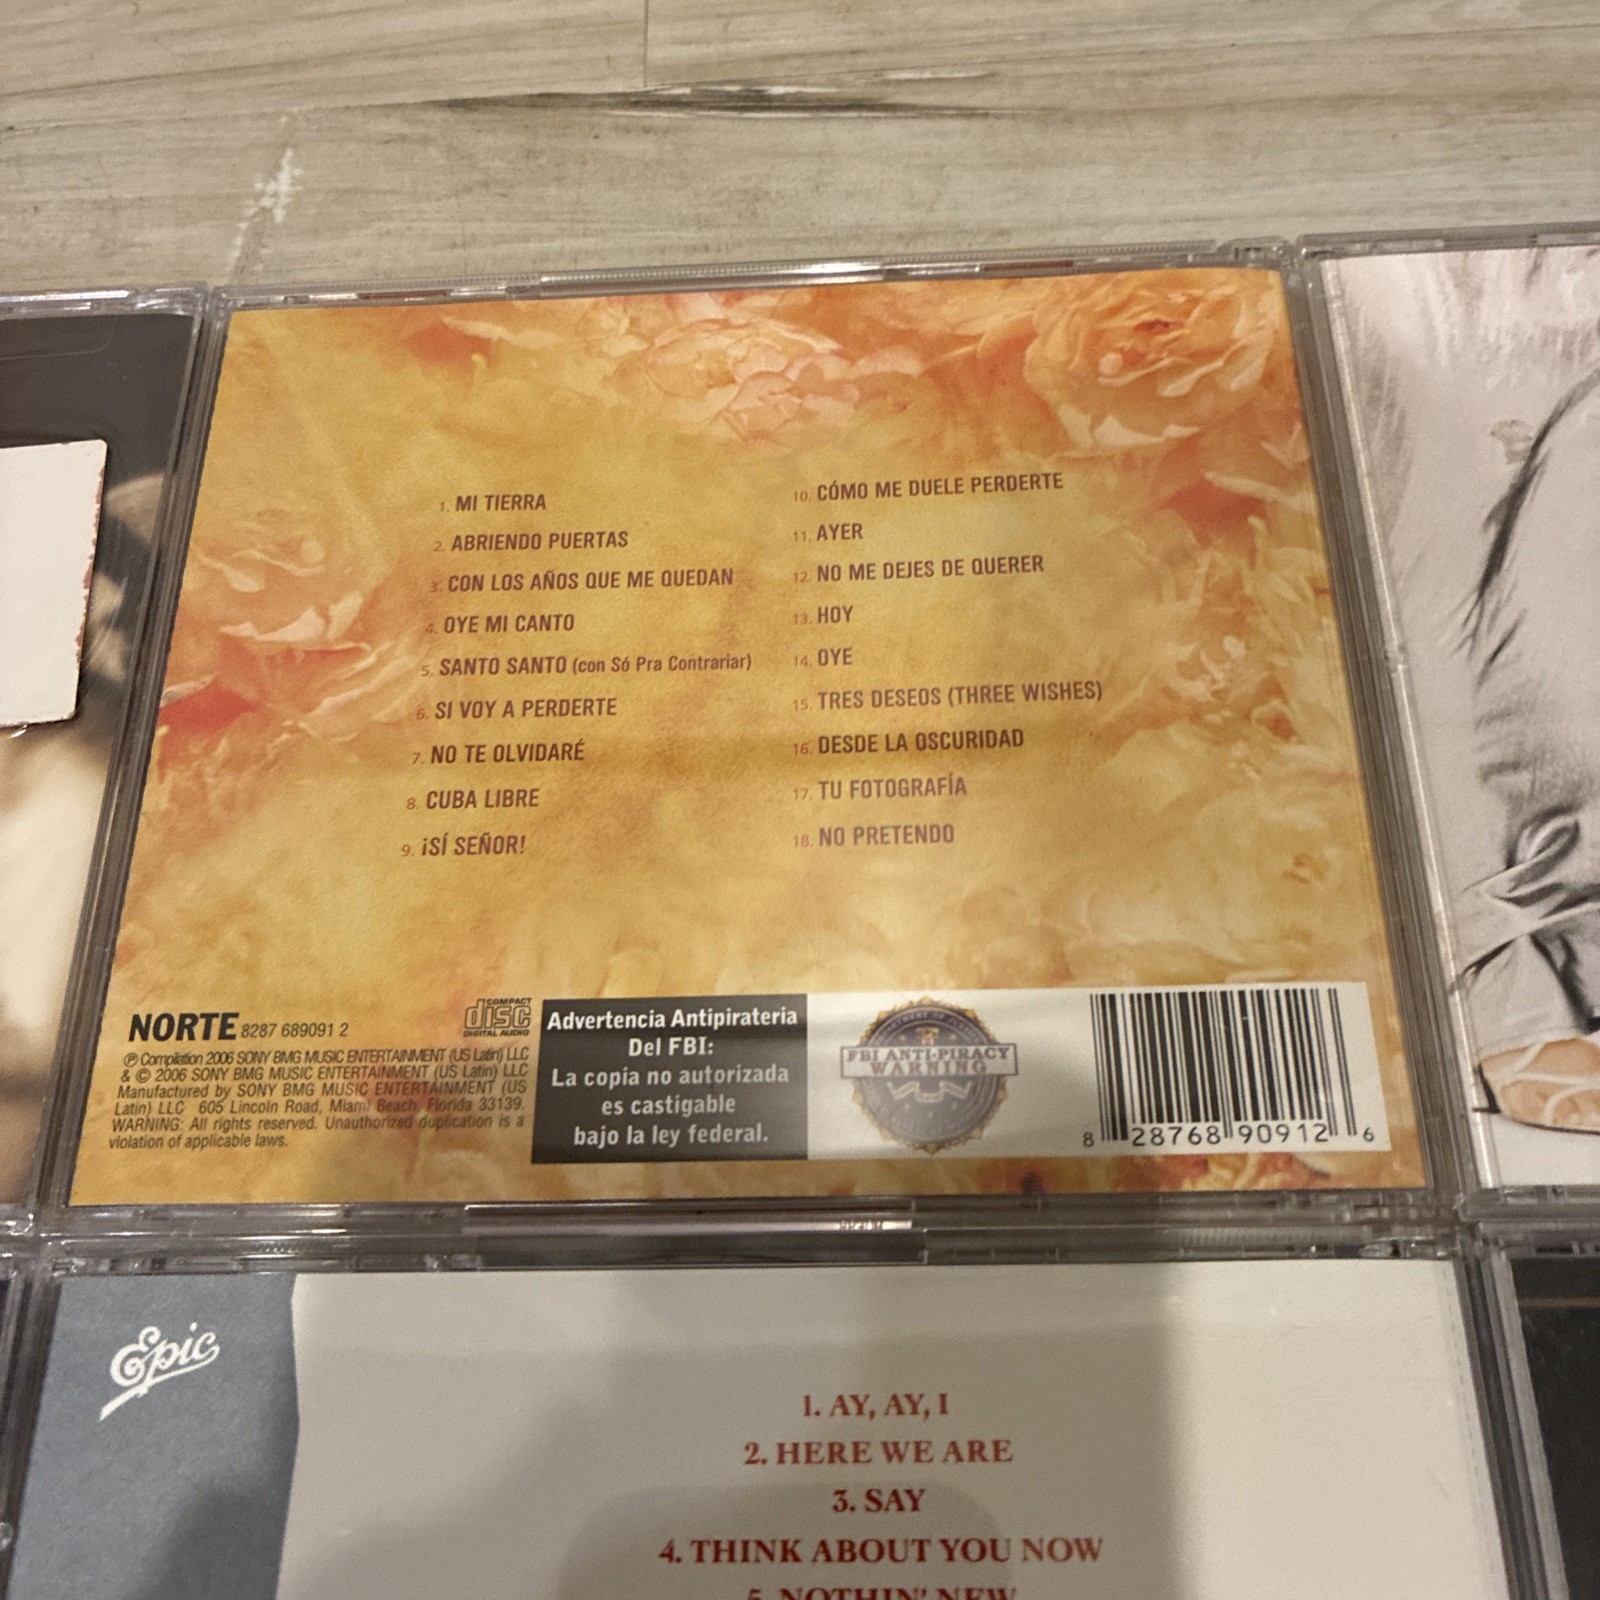 1. MI TIERRA
2. ABRIENDO PUERTAS
3. CON LOS AÑOS QUE ME QUEDAN
4. OYE MI CANTO
5. SANTO SANTO (con Só Pra Contrariar)
6. SI VOY A PERDERTE
7. NO TE OLVIDARÉ
8. CUBA LIBRE
9. ¡SÍ SEÑOR!
10. CÓMO ME DUELE PERDERTE
11. AYER
12. NO ME DEJES DE QUERER
13. HOY
14. OYE
15. TRES DESEOS (THREE WISHES)
16. DESDE LA OSCURIDAD
17. TU FOTOGRAFÍA
18. NO PRETENDO
NORTE 8287 689091 2
COMPACT
disc
DIGITAL AUDIO
℗ Compilation 2006 SONY BMG MUSIC ENTERTAINMENT (US Latin) LLC
& © 2006 SONY BMG MUSIC ENTERTAINMENT (US Latin) LLC
Manufactured by SONY BMG MUSIC ENTERTAINMENT (US
Latin) LLC 605 Lincoln Road, Miami Beach, Florida 33139.
WARNING: All rights reserved. Unauthorized duplication is a
violation of applicable laws.
Advertencia Antipirateria
Del FBI:
La copia no autorizada
es castigable
bajo la ley federal.
FBI ANTI-PIRACY
WARNING
8 28768 90912 6
Epic
1. AY, AY, I
2. HERE WE ARE
3. SAY
4. THINK ABOUT YOU NOW
5. NOTHIN' NEW